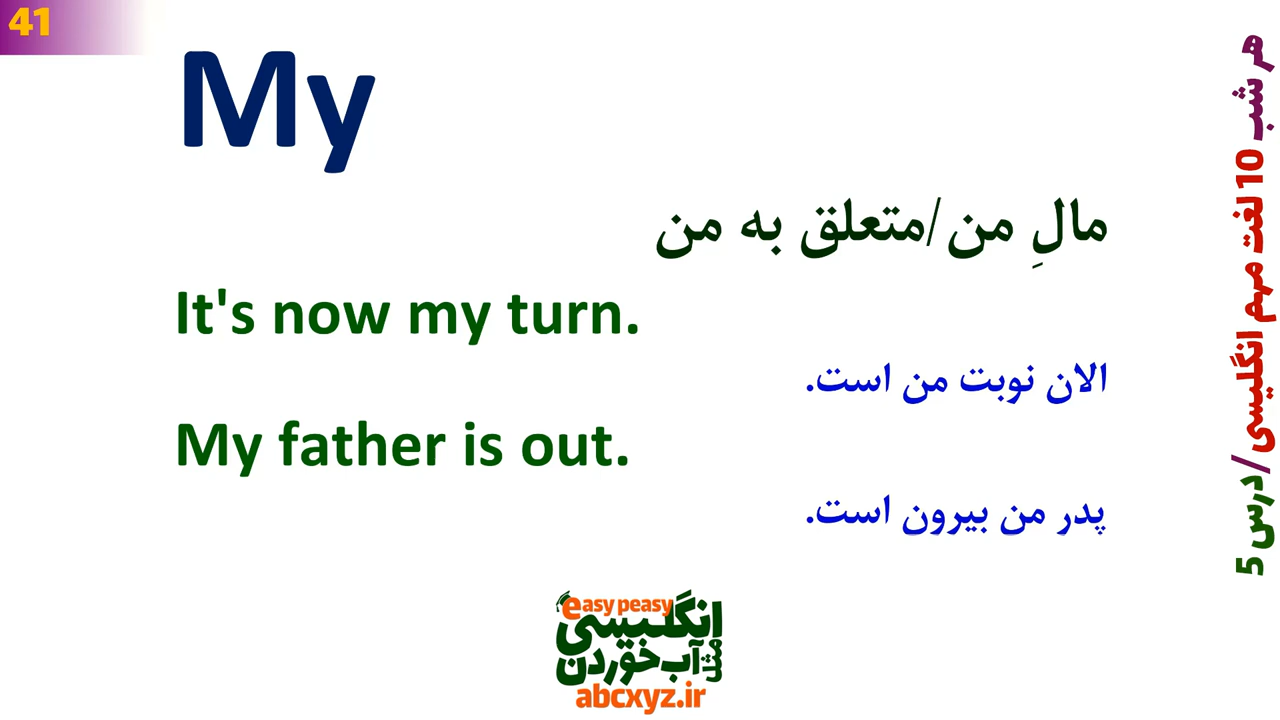 41
My
مالِ من/متعلق به من
It's now my turn.
الان نوبت من است.
My father is out.
پدر من بیرون است.
هر شب 10 لغت مهم انگلیسی/درس 5
easy peasy
انگلیسی
مثل آب خوردن
abcxyz.ir